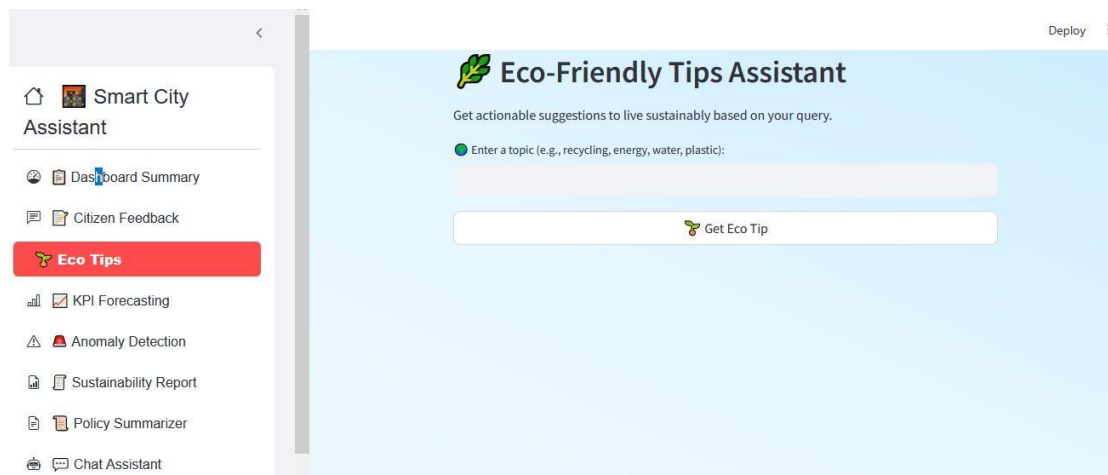 Deploy
Smart City
Assistant
Dashboard Summary
Citizen Feedback
Eco Tips
KPI Forecasting
Anomaly Detection
Sustainability Report
Policy Summarizer
Chat Assistant
Eco-Friendly Tips Assistant
Get actionable suggestions to live sustainably based on your query.
Enter a topic (e.g., recycling, energy, water, plastic):
Get Eco Tip